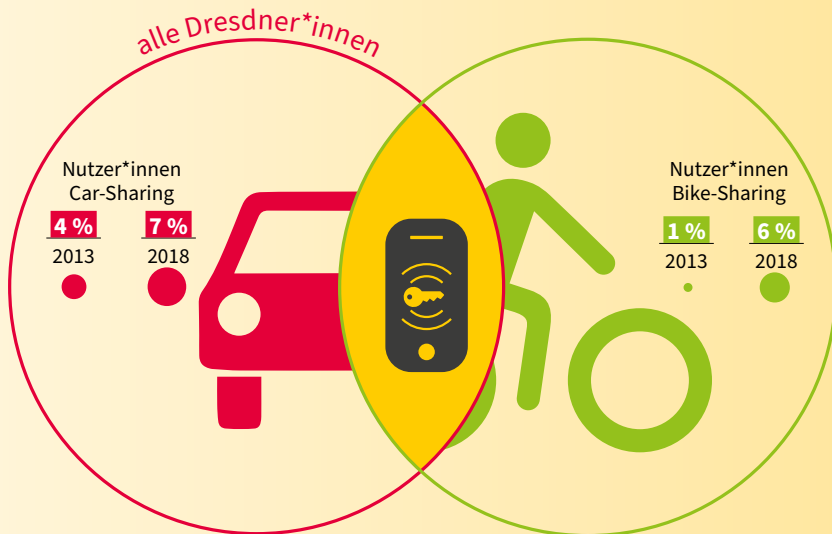 alle Dresdner*innen
Nutzer*innen
Car-Sharing
4 %
7 %
2013
2018
Nutzer*innen
Bike-Sharing
1 %
6 %
2013
2018